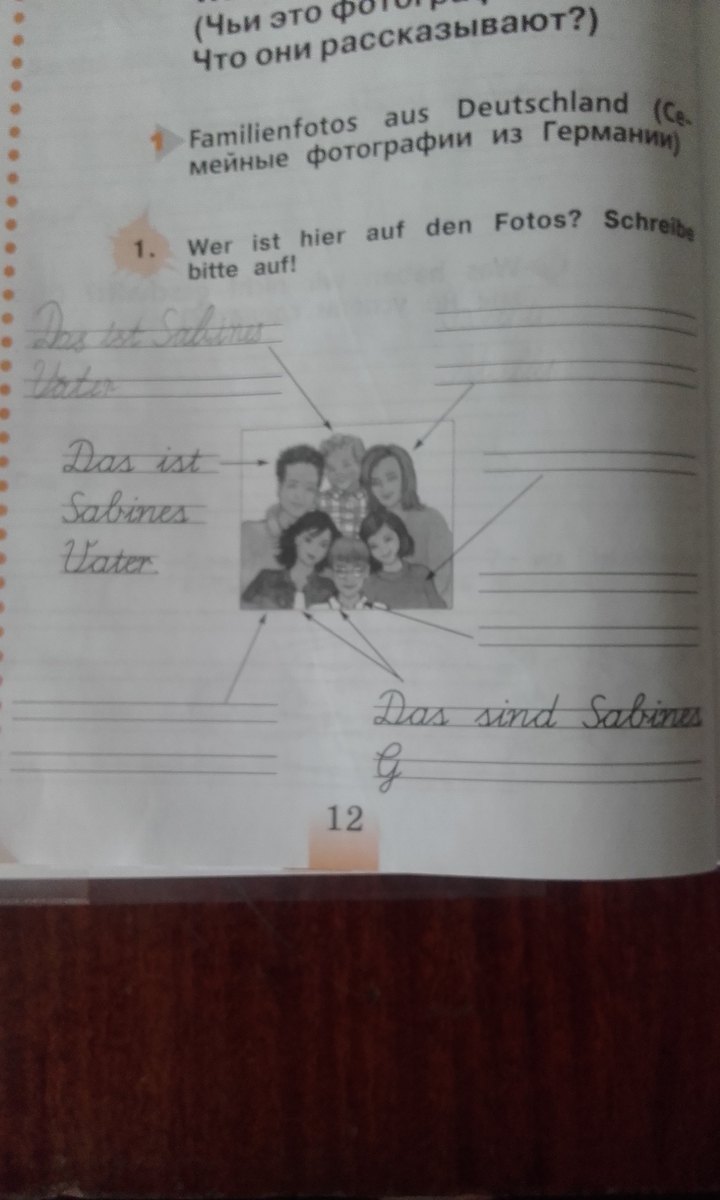 (Чьи это
Что они рассказывают?)
1 Familienfotos aus Deutschland (Се-
мейные фотографии из Германии)
1. Wer ist hier auf den Fotos? Schreibe
bitte auf!
Das ist Sabines
Vater
Das ist
Sabines
Vater.
Das sind Sabines
G
12